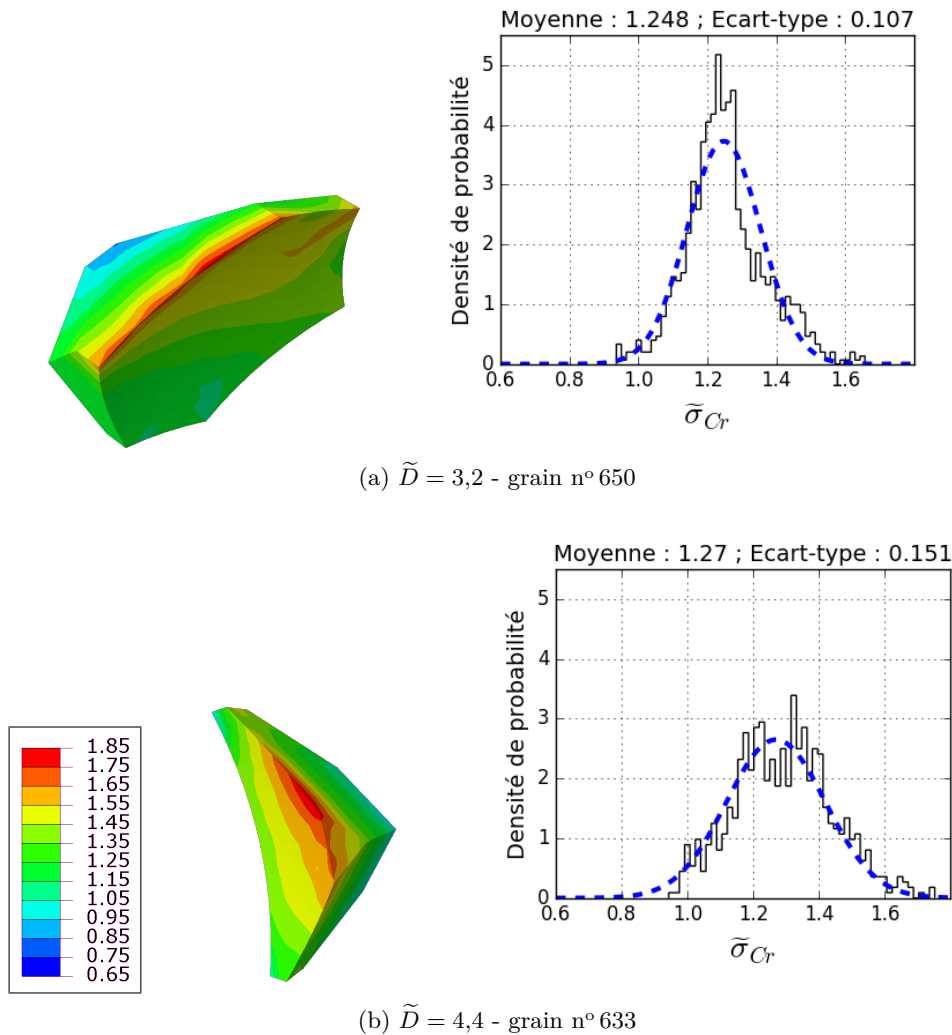 Moyenne : 1.248 ; Ecart-type : 0.107
Densité de probabilité
5
4
3
2
1
0
0.6 0.8 1.0 1.2 1.4 1.6
σ̃_Cr
(a) D̃ = 3,2 - grain nº 650
Moyenne : 1.27 ; Ecart-type : 0.151
Densité de probabilité
5
4
3
2
1
0
0.6 0.8 1.0 1.2 1.4 1.6
σ̃_Cr
1.85
1.75
1.65
1.55
1.45
1.35
1.25
1.15
1.05
0.95
0.85
0.75
0.65
(b) D̃ = 4,4 - grain nº 633